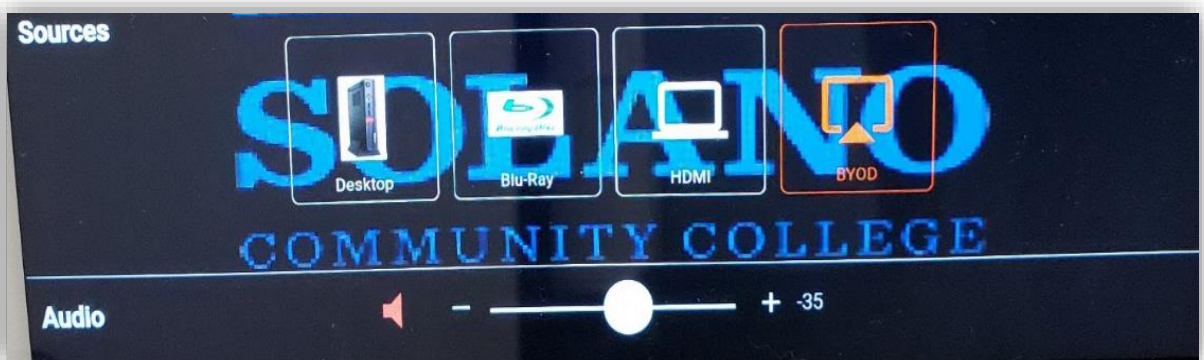 Sources
SOLANO
Desktop
Blu-Ray
HDMI
BYOD
COMMUNITY COLLEGE
Audio
- + -35